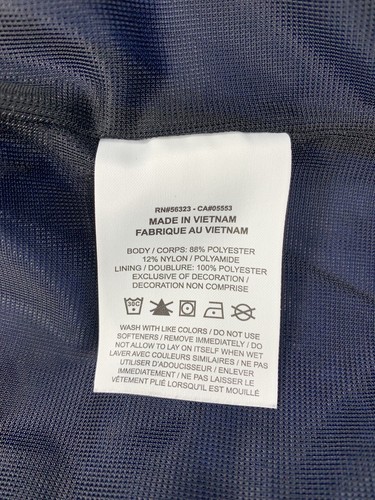 RN#56323 - CA#05553
MADE IN VIETNAM
FABRIQUE AU VIETNAM
BODY / CORPS: 88% POLYESTER
12% NYLON / POLYAMIDE
LINING / DOUBLURE: 100% POLYESTER
EXCLUSIVE OF DECORATION /
DECORATION NON COMPRISE
30C
WASH WITH LIKE COLORS / DO NOT USE
SOFTENERS / REMOVE IMMEDIATELY / DO
NOT ALLOW TO LAY ON ITSELF WHEN WET
LAVER AVEC COULEURS SIMILAIRES / NE PAS
UTILISER D'ADOUCISSEUR / ENLEVER
IMMÉDIATEMENT / NE PAS LAISSER LE
VÊTEMENT PLIÉ LORSQU'IL EST MOUILLÉ